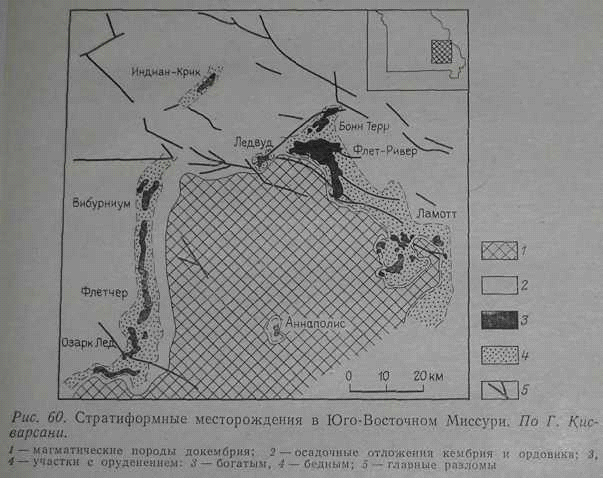 Индиан-Крик
Бонн Терр
Ледвуд
Флет-Ривер
Вибурниум
Ламотт
1
2
Флетчер
3
Аннаполис
Озарк Лед
4
0 10 20 км
5
Рис. 60. Стратиформные месторождения в Юго-Восточном Миссури. По Г. Кис-
варсани.
1 — магматические породы докембрия; 2 — осадочные отложения кембрия и ордовика; 3,
4 — участки с оруденением: 3 — богатым, 4 — бедным; 5 — главные разломы